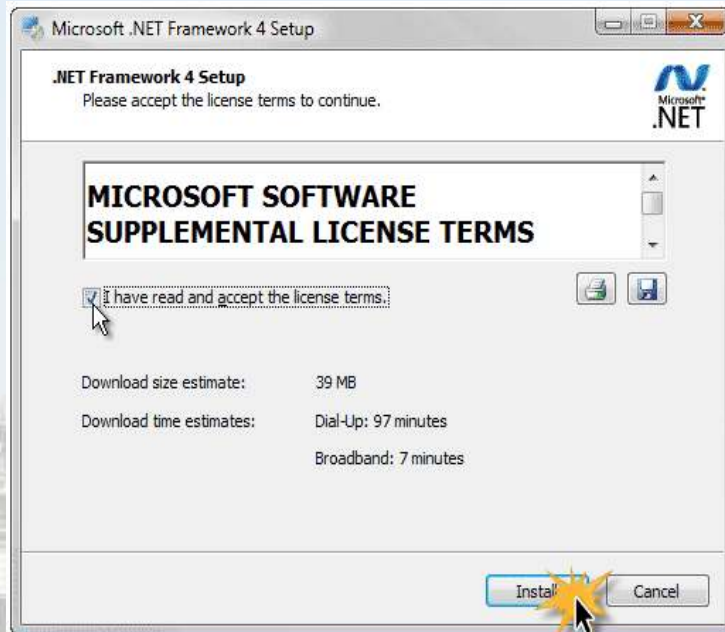 Microsoft .NET Framework 4 Setup
.NET Framework 4 Setup
Please accept the license terms to continue.
Microsoft®
.NET
MICROSOFT SOFTWARE
SUPPLEMENTAL LICENSE TERMS
I have read and accept the license terms.
Download size estimate: 39 MB
Download time estimates: Dial-Up: 97 minutes
Broadband: 7 minutes
Install Cancel